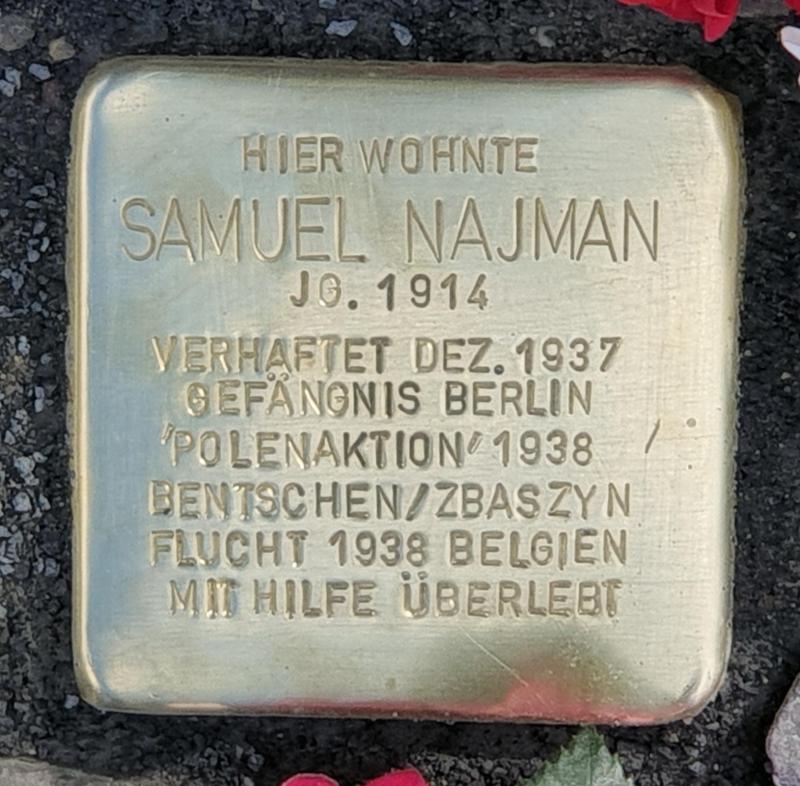 HIER WOHNTE
SAMUEL NAJMAN
JG. 1914
VERHAFTET DEZ. 1937
GEFÄNGNIS BERLIN
'POLENAKTION' 1938
BENTSCHEN/ZBASZYN
FLUCHT 1938 BELGIEN
MIT HILFE ÜBERLEBT